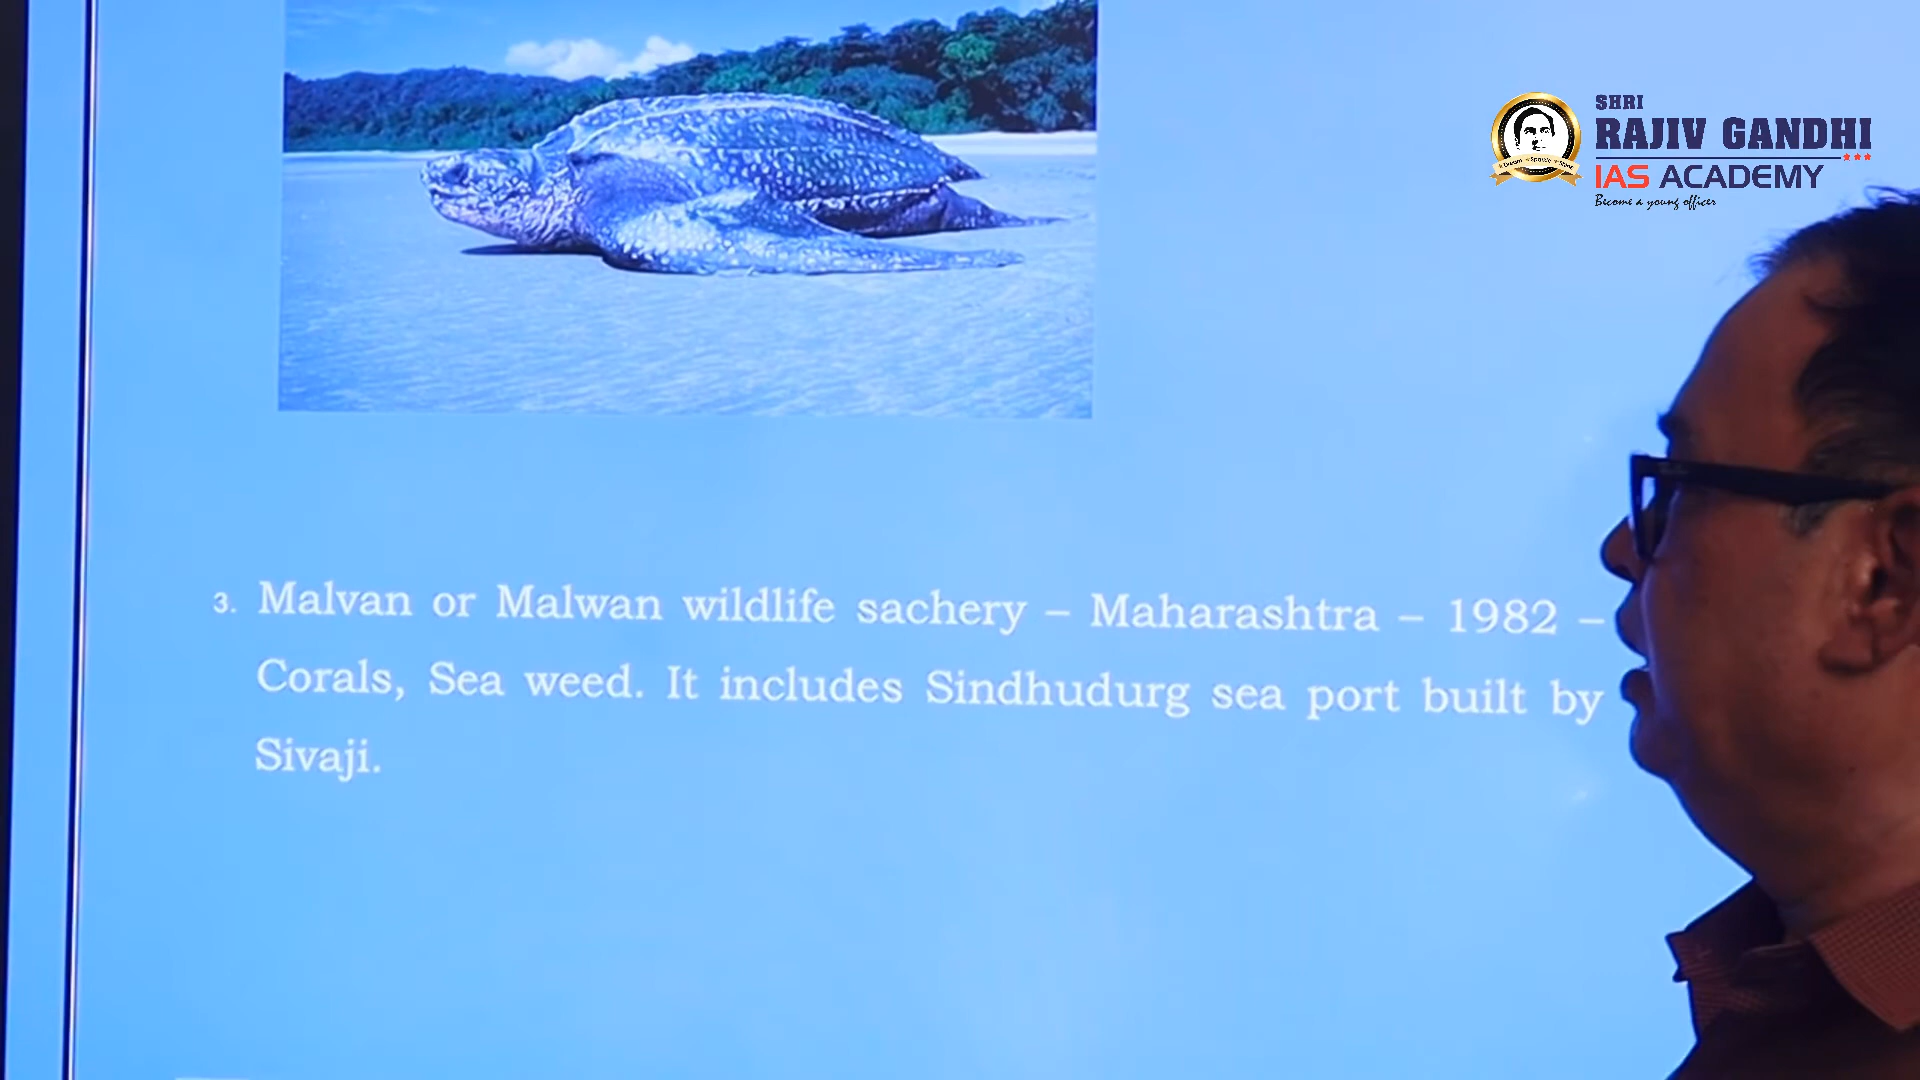 SHRI
RAJIV GANDHI
IAS ACADEMY
Become a young officer
3. Malvan or Malwan wildlife sachery – Maharashtra – 1982 –
Corals, Sea weed. It includes Sindhudurg sea port built by
Sivaji.